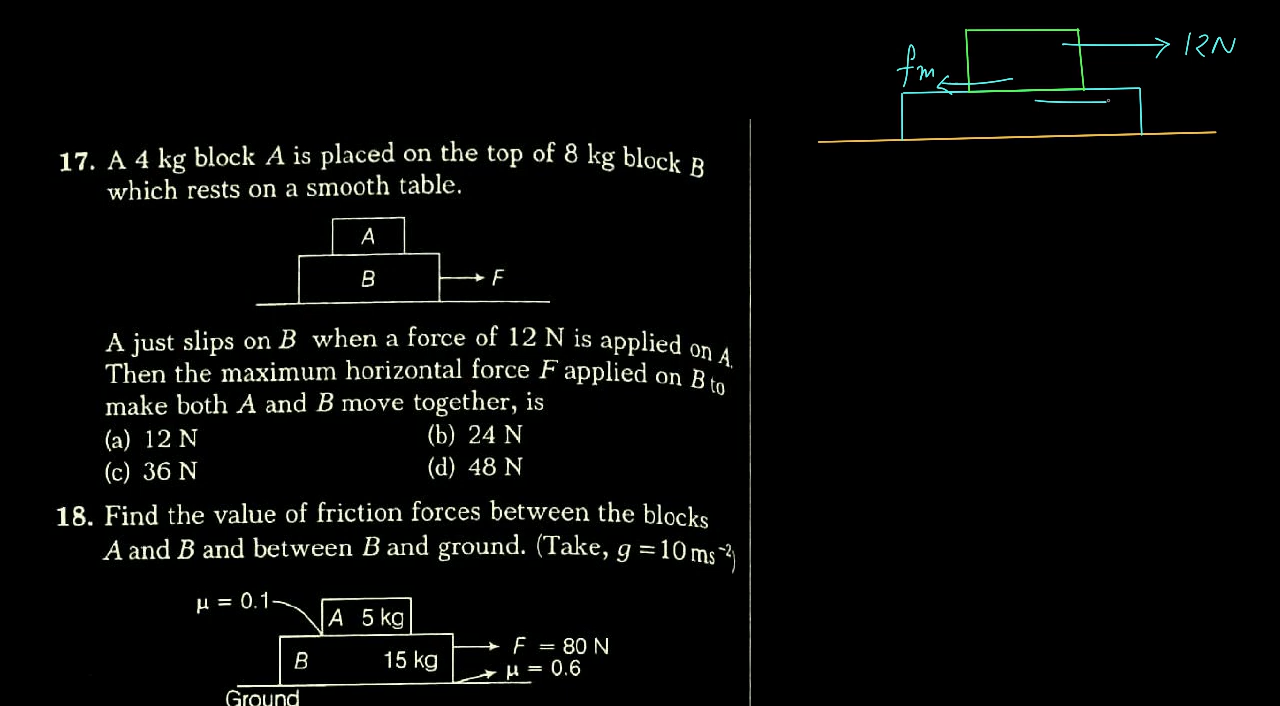 fm
12N
17. A 4 kg block A is placed on the top of 8 kg block B
which rests on a smooth table.
A
B
F
A just slips on B when a force of 12 N is applied on A.
Then the maximum horizontal force F applied on B to
make both A and B move together, is
(a) 12 N
(b) 24 N
(c) 36 N
(d) 48 N
18. Find the value of friction forces between the blocks
A and B and between B and ground. (Take, g = 10 ms⁻²)
μ = 0.1
A 5 kg
F = 80 N
B 15 kg
μ = 0.6
Ground